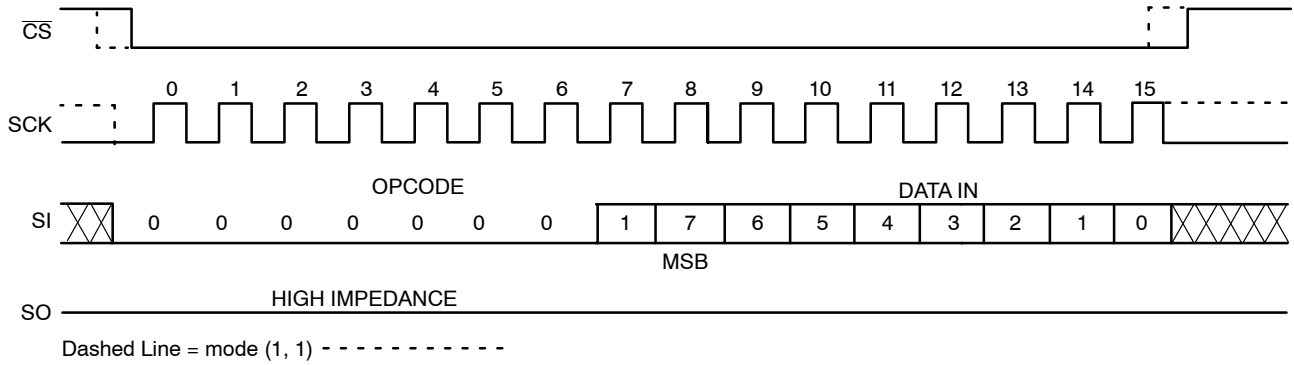 CS
0 1 2 3 4 5 6 7 8 9 10 11 12 13 14 15
SCK
OPCODE DATA IN
SI 0 0 0 0 0 0 0 1 7 6 5 4 3 2 1 0
MSB
HIGH IMPEDANCE
SO
Dashed Line = mode (1, 1) - - - - - - - - - -